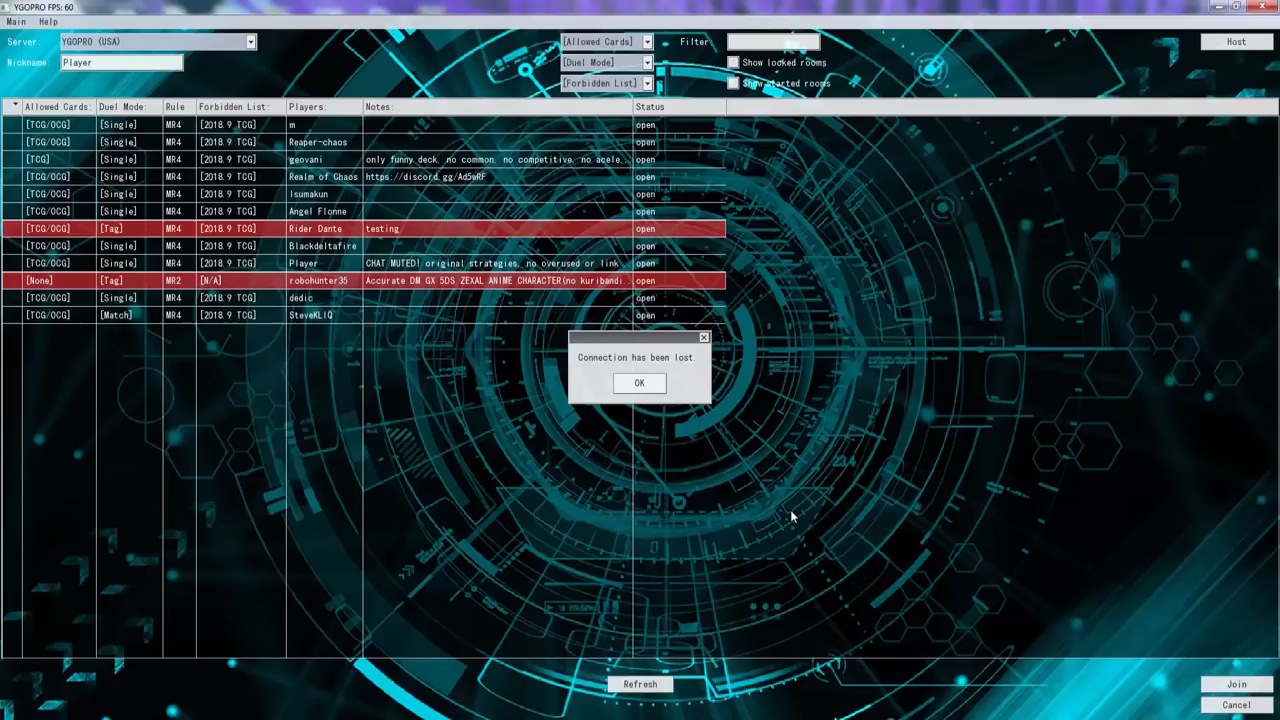 YGOPRO FPS: 60
Main Help
Server: YGOPRO (USA) [Allowed Cards] Filter Host
Nickname Player [Duel Mode] Show locked rooms
[Forbidden List] Show started rooms
Allowed Cards: Duel Mode: Rule Forbidden List: Players: Notes: Status
[TCG/OCG] [Single] MR4 [2018.9 TCG] m open
[TCG/OCG] [Single] MR4 [2018.9 TCG] Reaper-chaos open
[TCG] [Single] MR4 [2018.9 TCG] geovani only funny deck, no common, no competitive, no acele.. open
[TCG/OCG] [Single] MR4 [2018.9 TCG] Realm of Chaos https://discord.gg/Ad5wRF open
[TCG/OCG] [Single] MR4 [2018.9 TCG] Isumakun open
[TCG/OCG] [Single] MR4 [2018.9 TCG] Angel Flonne open
[TCG/OCG] [Tag] MR4 [2018.9 TCG] Rider Dante testing open
[TCG/OCG] [Single] MR4 [2018.9 TCG] Blackdeltafire open
[TCG/OCG] [Single] MR4 [2018.9 TCG] Player CHAT MUTED! original strategies, no overused or link .. open
[None] [Tag] MR2 [N/A] robohunter35 Accurate DM GX 5DS ZEXAL ANIME CHARACTER(no kuribandi.. open
[TCG/OCG] [Single] MR4 [2018.9 TCG] dedic open
[TCG/OCG] [Match] MR4 [2018.9 TCG] SteveKLIQ open
Connection has been lost.
OK
23.4
Refresh Join
Cancel